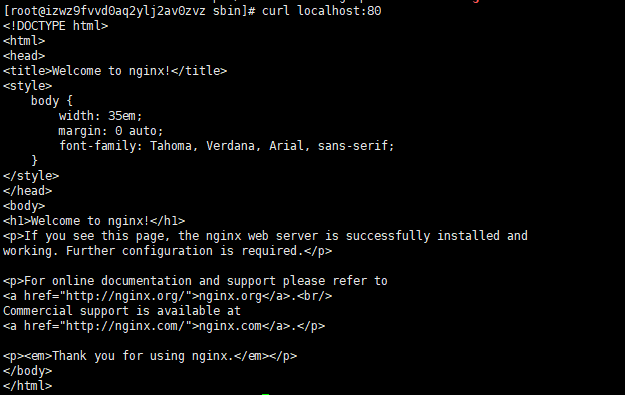 [root@izwz9fvvd0aq2ylj2av0zvz sbin]# curl localhost:80
<!DOCTYPE html>
<html>
<head>
<title>Welcome to nginx!</title>
<style>
    body {
        width: 35em;
        margin: 0 auto;
        font-family: Tahoma, Verdana, Arial, sans-serif;
    }
</style>
</head>
<body>
<h1>Welcome to nginx!</h1>
<p>If you see this page, the nginx web server is successfully installed and
working. Further configuration is required.</p>

<p>For online documentation and support please refer to
<a href="http://nginx.org/">nginx.org</a>.<br/>
Commercial support is available at
<a href="http://nginx.com/">nginx.com</a>.</p>

<p><em>Thank you for using nginx.</em></p>
</body>
</html>